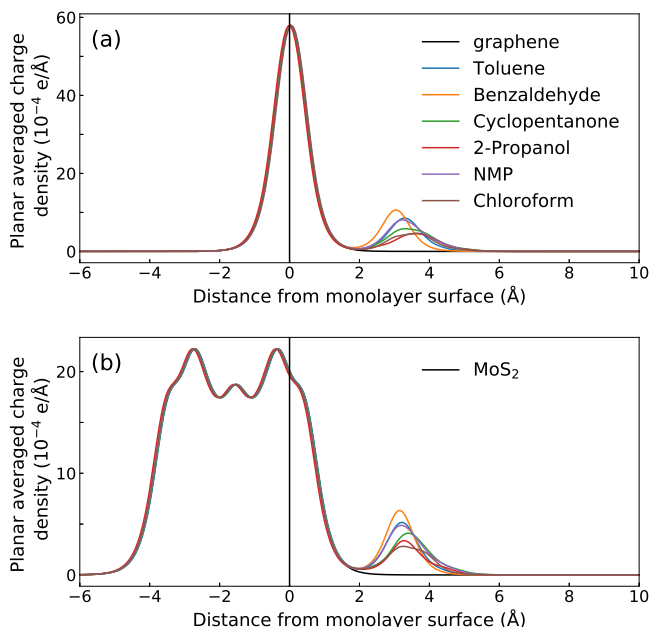 (a)
Planar averaged charge
density (10⁻⁴ e/Å)
60
40
20
0
graphene
Toluene
Benzaldehyde
Cyclopentanone
2-Propanol
NMP
Chloroform
−6 −4 −2 0 2 4 6 8 10
Distance from monolayer surface (Å)
(b)
Planar averaged charge
density (10⁻⁴ e/Å)
20
10
0
MoS₂
−6 −4 −2 0 2 4 6 8 10
Distance from monolayer surface (Å)